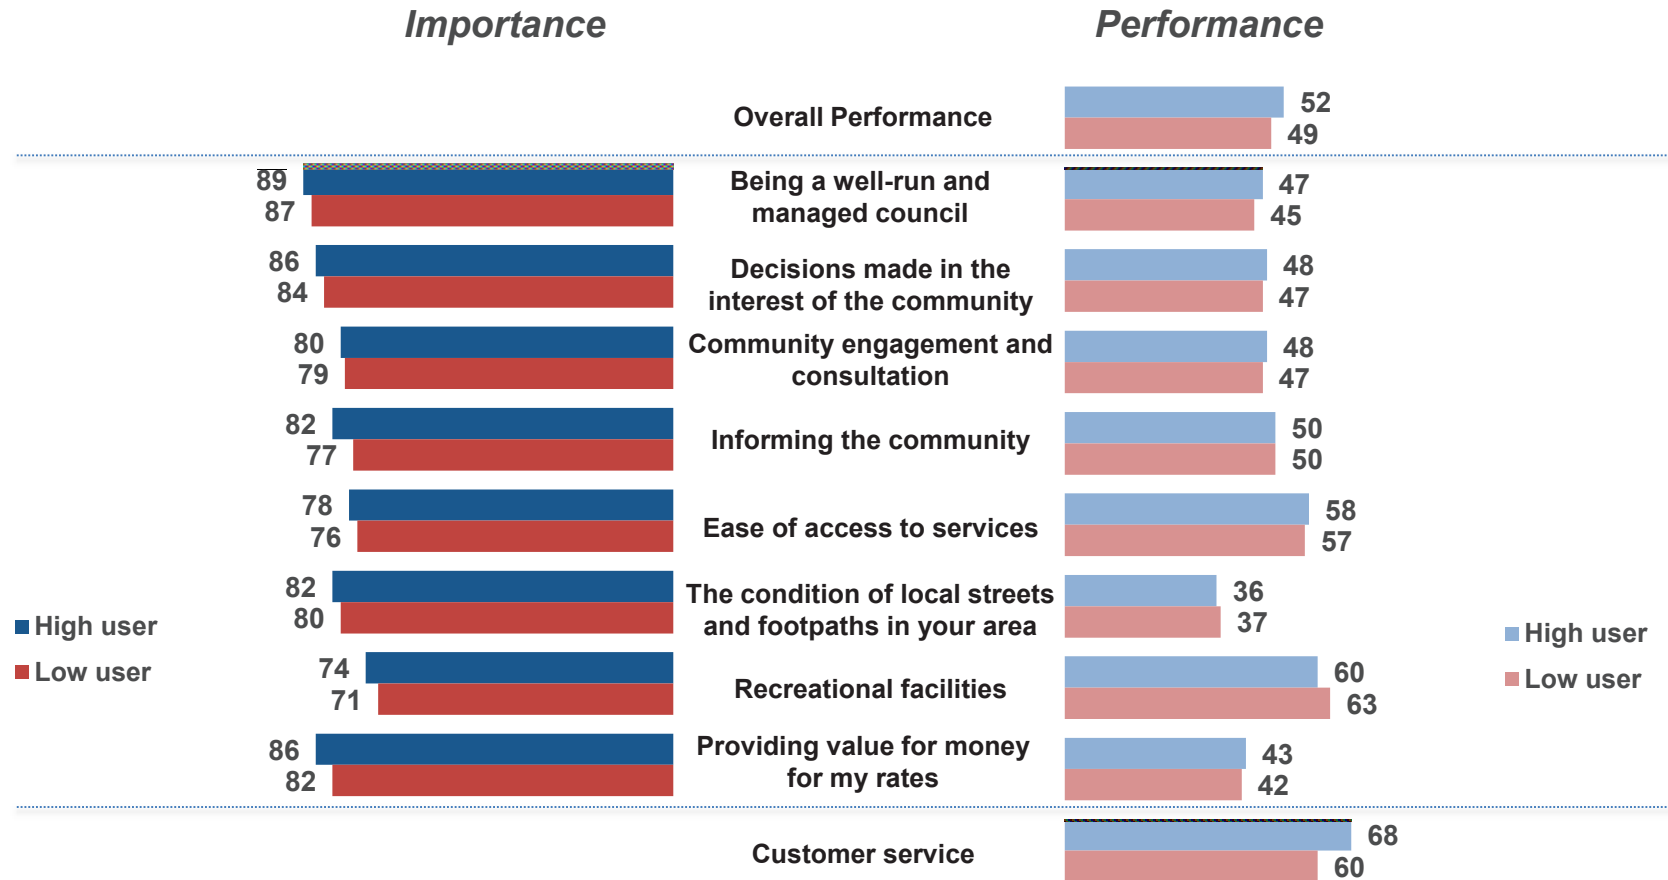 Importance
Performance
Overall Performance
52
49
89
87
Being a well-run and
managed council
47
45
86
84
Decisions made in the
interest of the community
48
47
80
79
Community engagement and
consultation
48
47
82
77
Informing the community
50
50
78
76
Ease of access to services
58
57
82
80
The condition of local streets
and footpaths in your area
36
37
High user
Low user
High user
Low user
74
71
Recreational facilities
60
63
86
82
Providing value for money
for my rates
43
42
Customer service
68
60